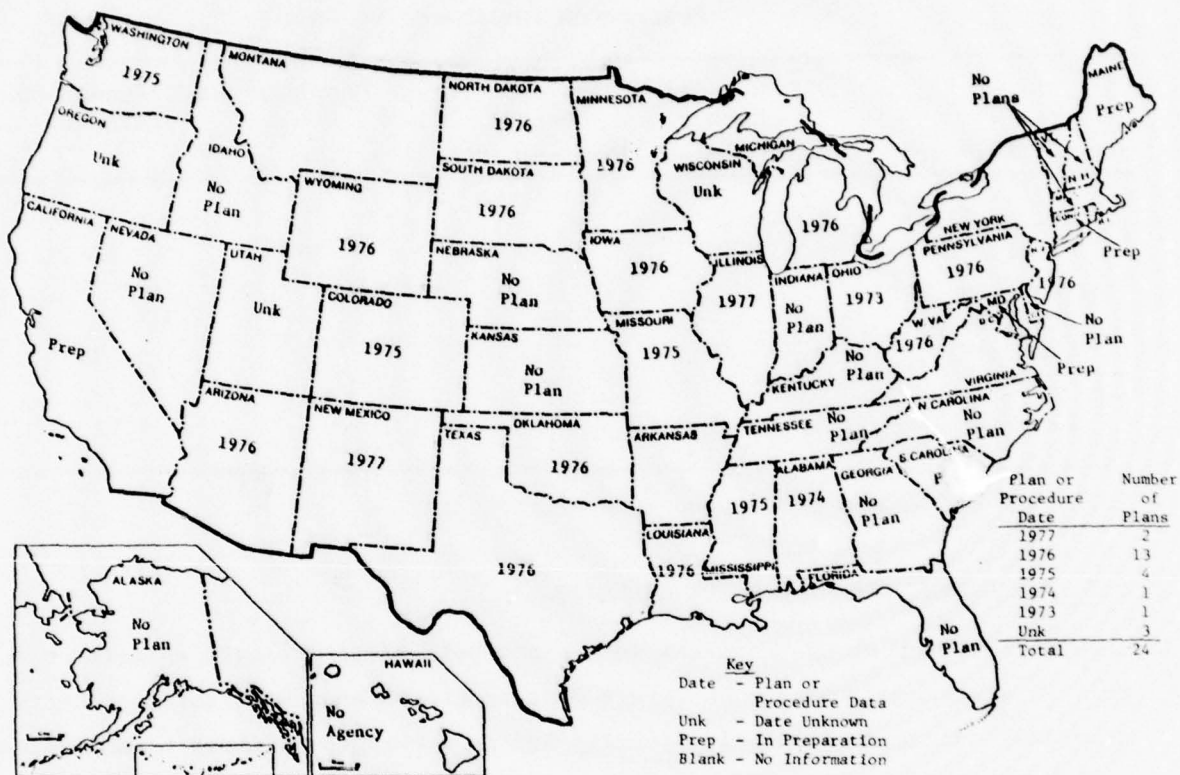 WASHINGTON
1975
MONTANA
NORTH DAKOTA
1976
MINNESOTA
1976
No
Plans
MAINE
Prep
OREGON
Unk
IDAHO
No
Plan
WYOMING
1976
SOUTH DAKOTA
1976
WISCONSIN
Unk
MICHIGAN
1976
N H
NEW YORK
Prep
CALIFORNIA
Prep
NEVADA
No
Plan
UTAH
Unk
COLORADO
1975
NEBRASKA
No
Plan
IOWA
1976
ILLINOIS
1977
INDIANA
No
Plan
OHIO
1973
PENNSYLVANIA
1976
1976
MD
No
Plan
Prep
W VA
1976
VIRGINIA
KANSAS
No
Plan
MISSOURI
1975
KENTUCKY
No
Plan
ARIZONA
1976
NEW MEXICO
1977
TEXAS
1976
OKLAHOMA
1976
ARKANSAS
TENNESSEE
No
Plan
N CAROLINA
No
Plan
S CAROLINA
MISSISSIPPI
1975
ALABAMA
1974
GEORGIA
No
Plan
LOUISIANA
1976
FLORIDA
No
Plan
ALASKA
No
Plan
HAWAII
No
Agency
Key
Date - Plan or
Procedure Data
Unk - Date Unknown
Prep - In Preparation
Blank - No Information
Plan or Number
Procedure of
Date Plans
1977 2
1976 13
1975 4
1974 1
1973 1
Unk 3
Total 24